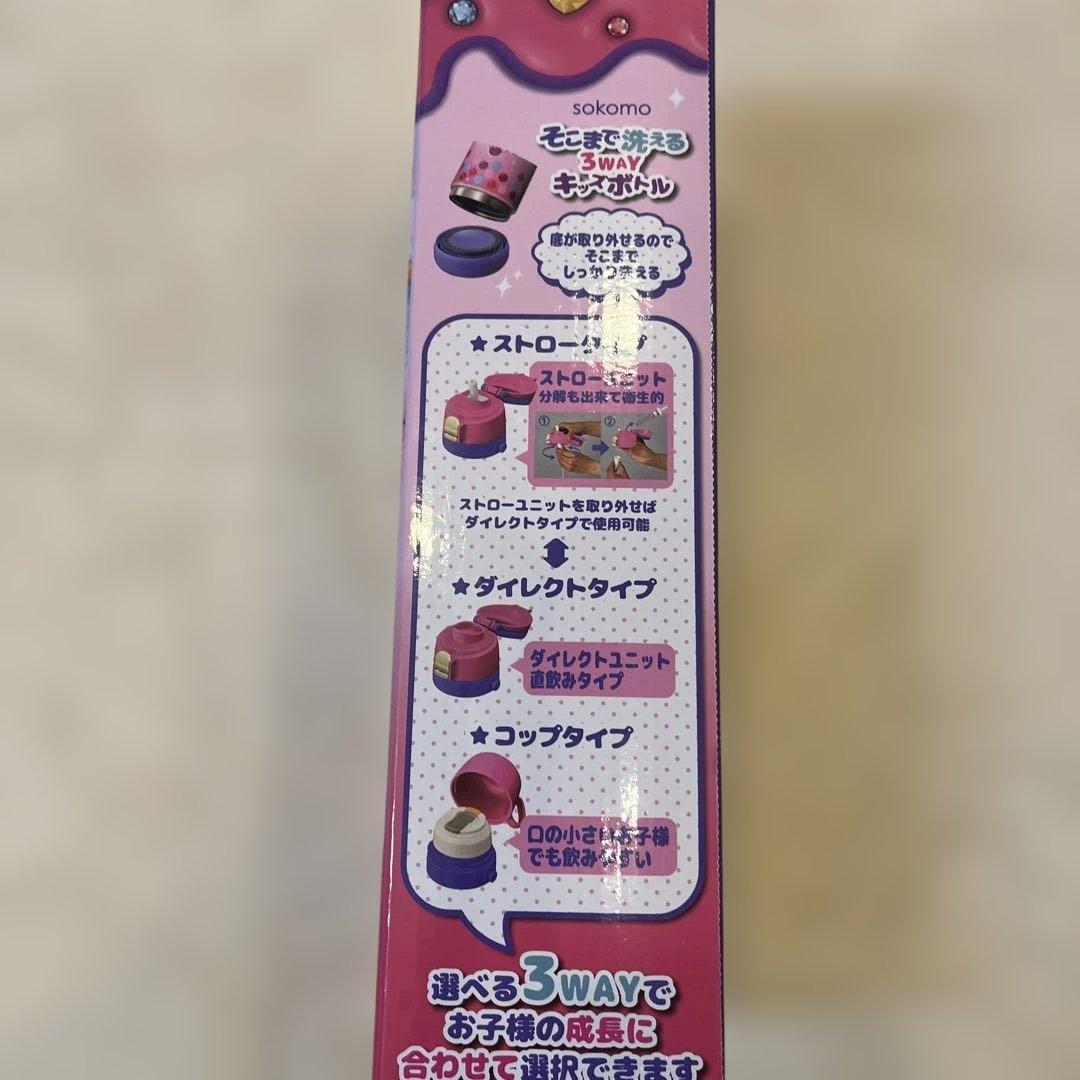 sokomo
そこまで洗える
3WAY
キッズボトル
底が取り外せるので
そこまで
しっかり洗える
★ストロータイプ
ストローユニット
分解も出来て衛生的
① ②
ストローユニットを取り外せば
ダイレクトタイプで使用可能
★ダイレクトタイプ
ダイレクトユニット
直飲みタイプ
★コップタイプ
口の小さいお子様
でも飲みやすい
選べる3WAYで
お子様の成長に
合わせて選択できます